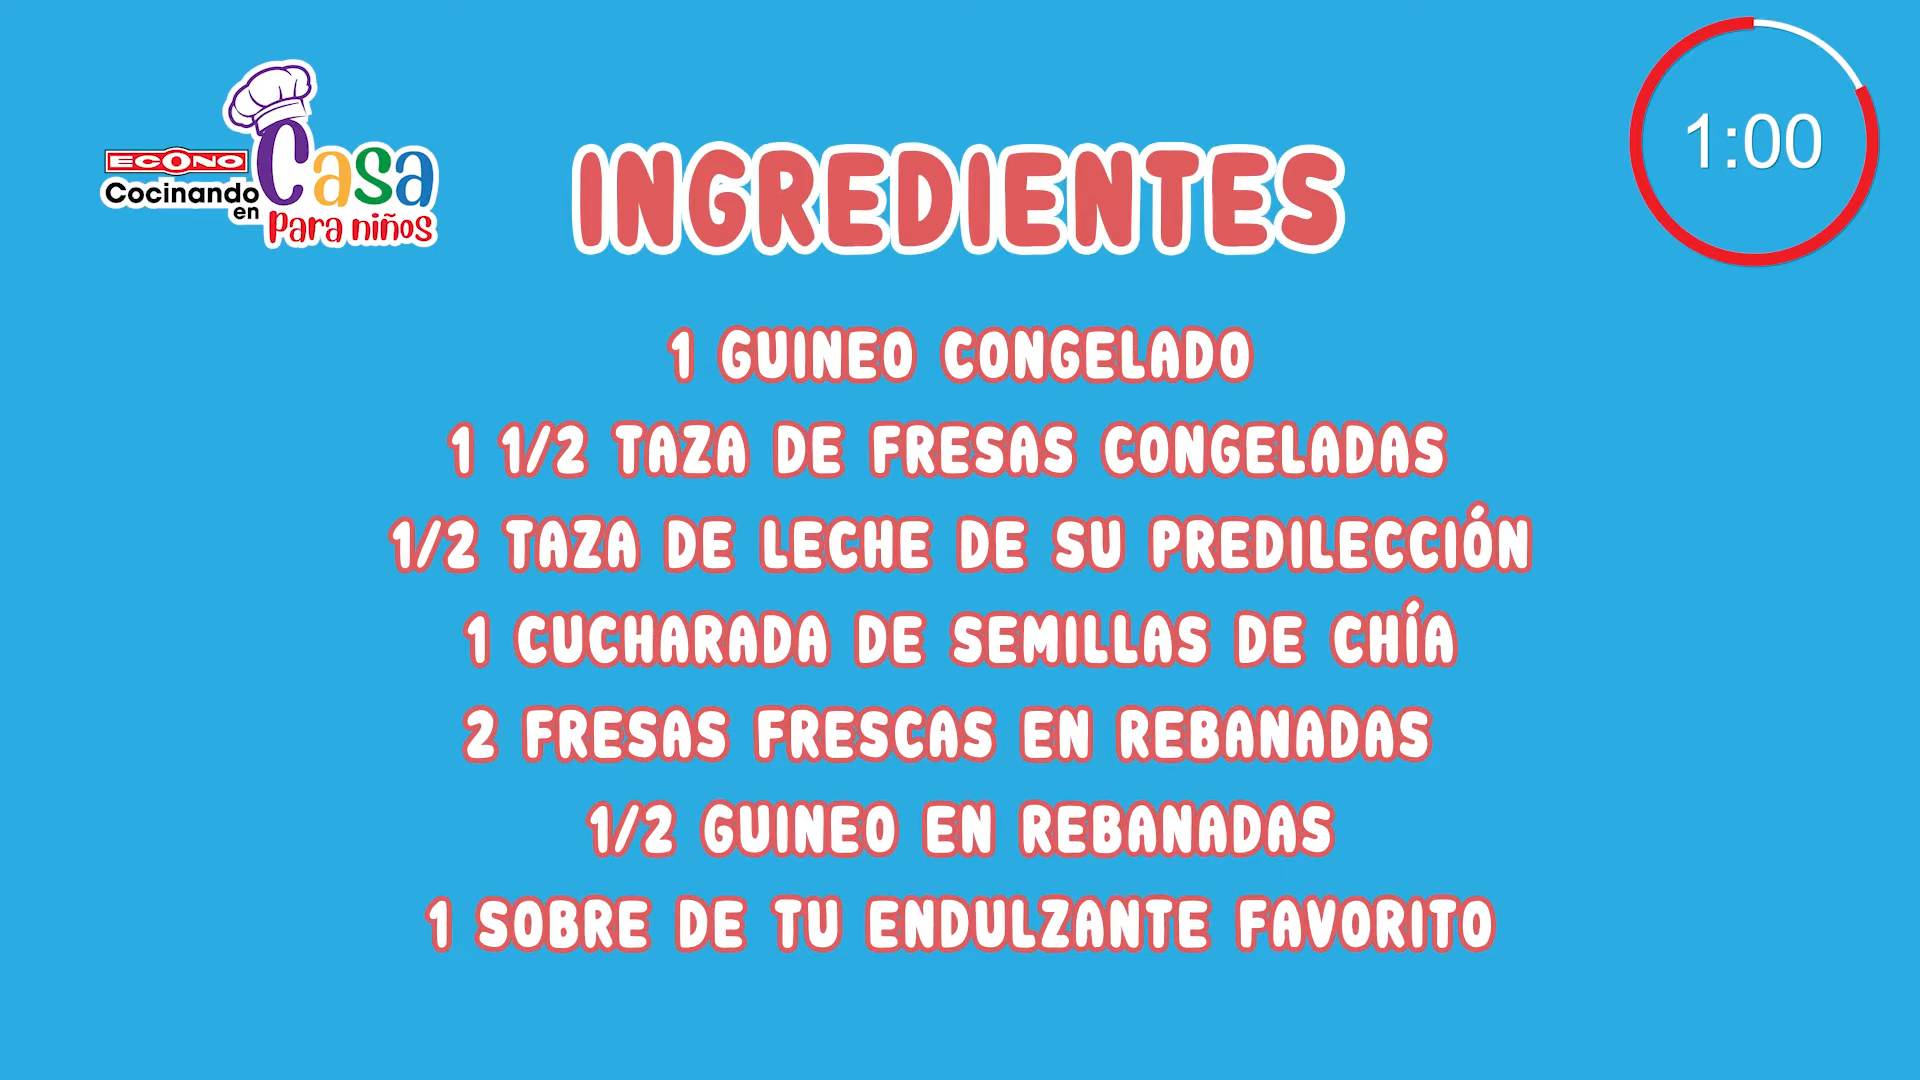 ECONO
Cocinando
en
Casa
Para niños
INGREDIENTES
1:00
1 GUINEO CONGELADO
1 1/2 TAZA DE FRESAS CONGELADAS
1/2 TAZA DE LECHE DE SU PREDILECCIÓN
1 CUCHARADA DE SEMILLAS DE CHÍA
2 FRESAS FRESCAS EN REBANADAS
1/2 GUINEO EN REBANADAS
1 SOBRE DE TU ENDULZANTE FAVORITO